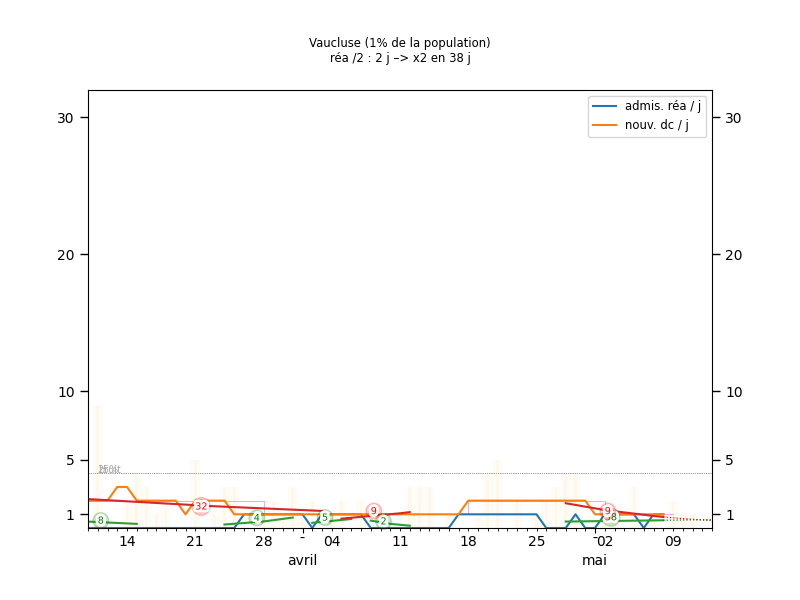 Vaucluse (1% de la population)
réa /2 : 2 j –> x2 en 38 j
admis. réa / j
nouv. dc / j
30 30
20 20
10 10
5 5
1 1
8 32 4 5 9 2 9
14 21 28 04 11 18 25 02 09
avril mai